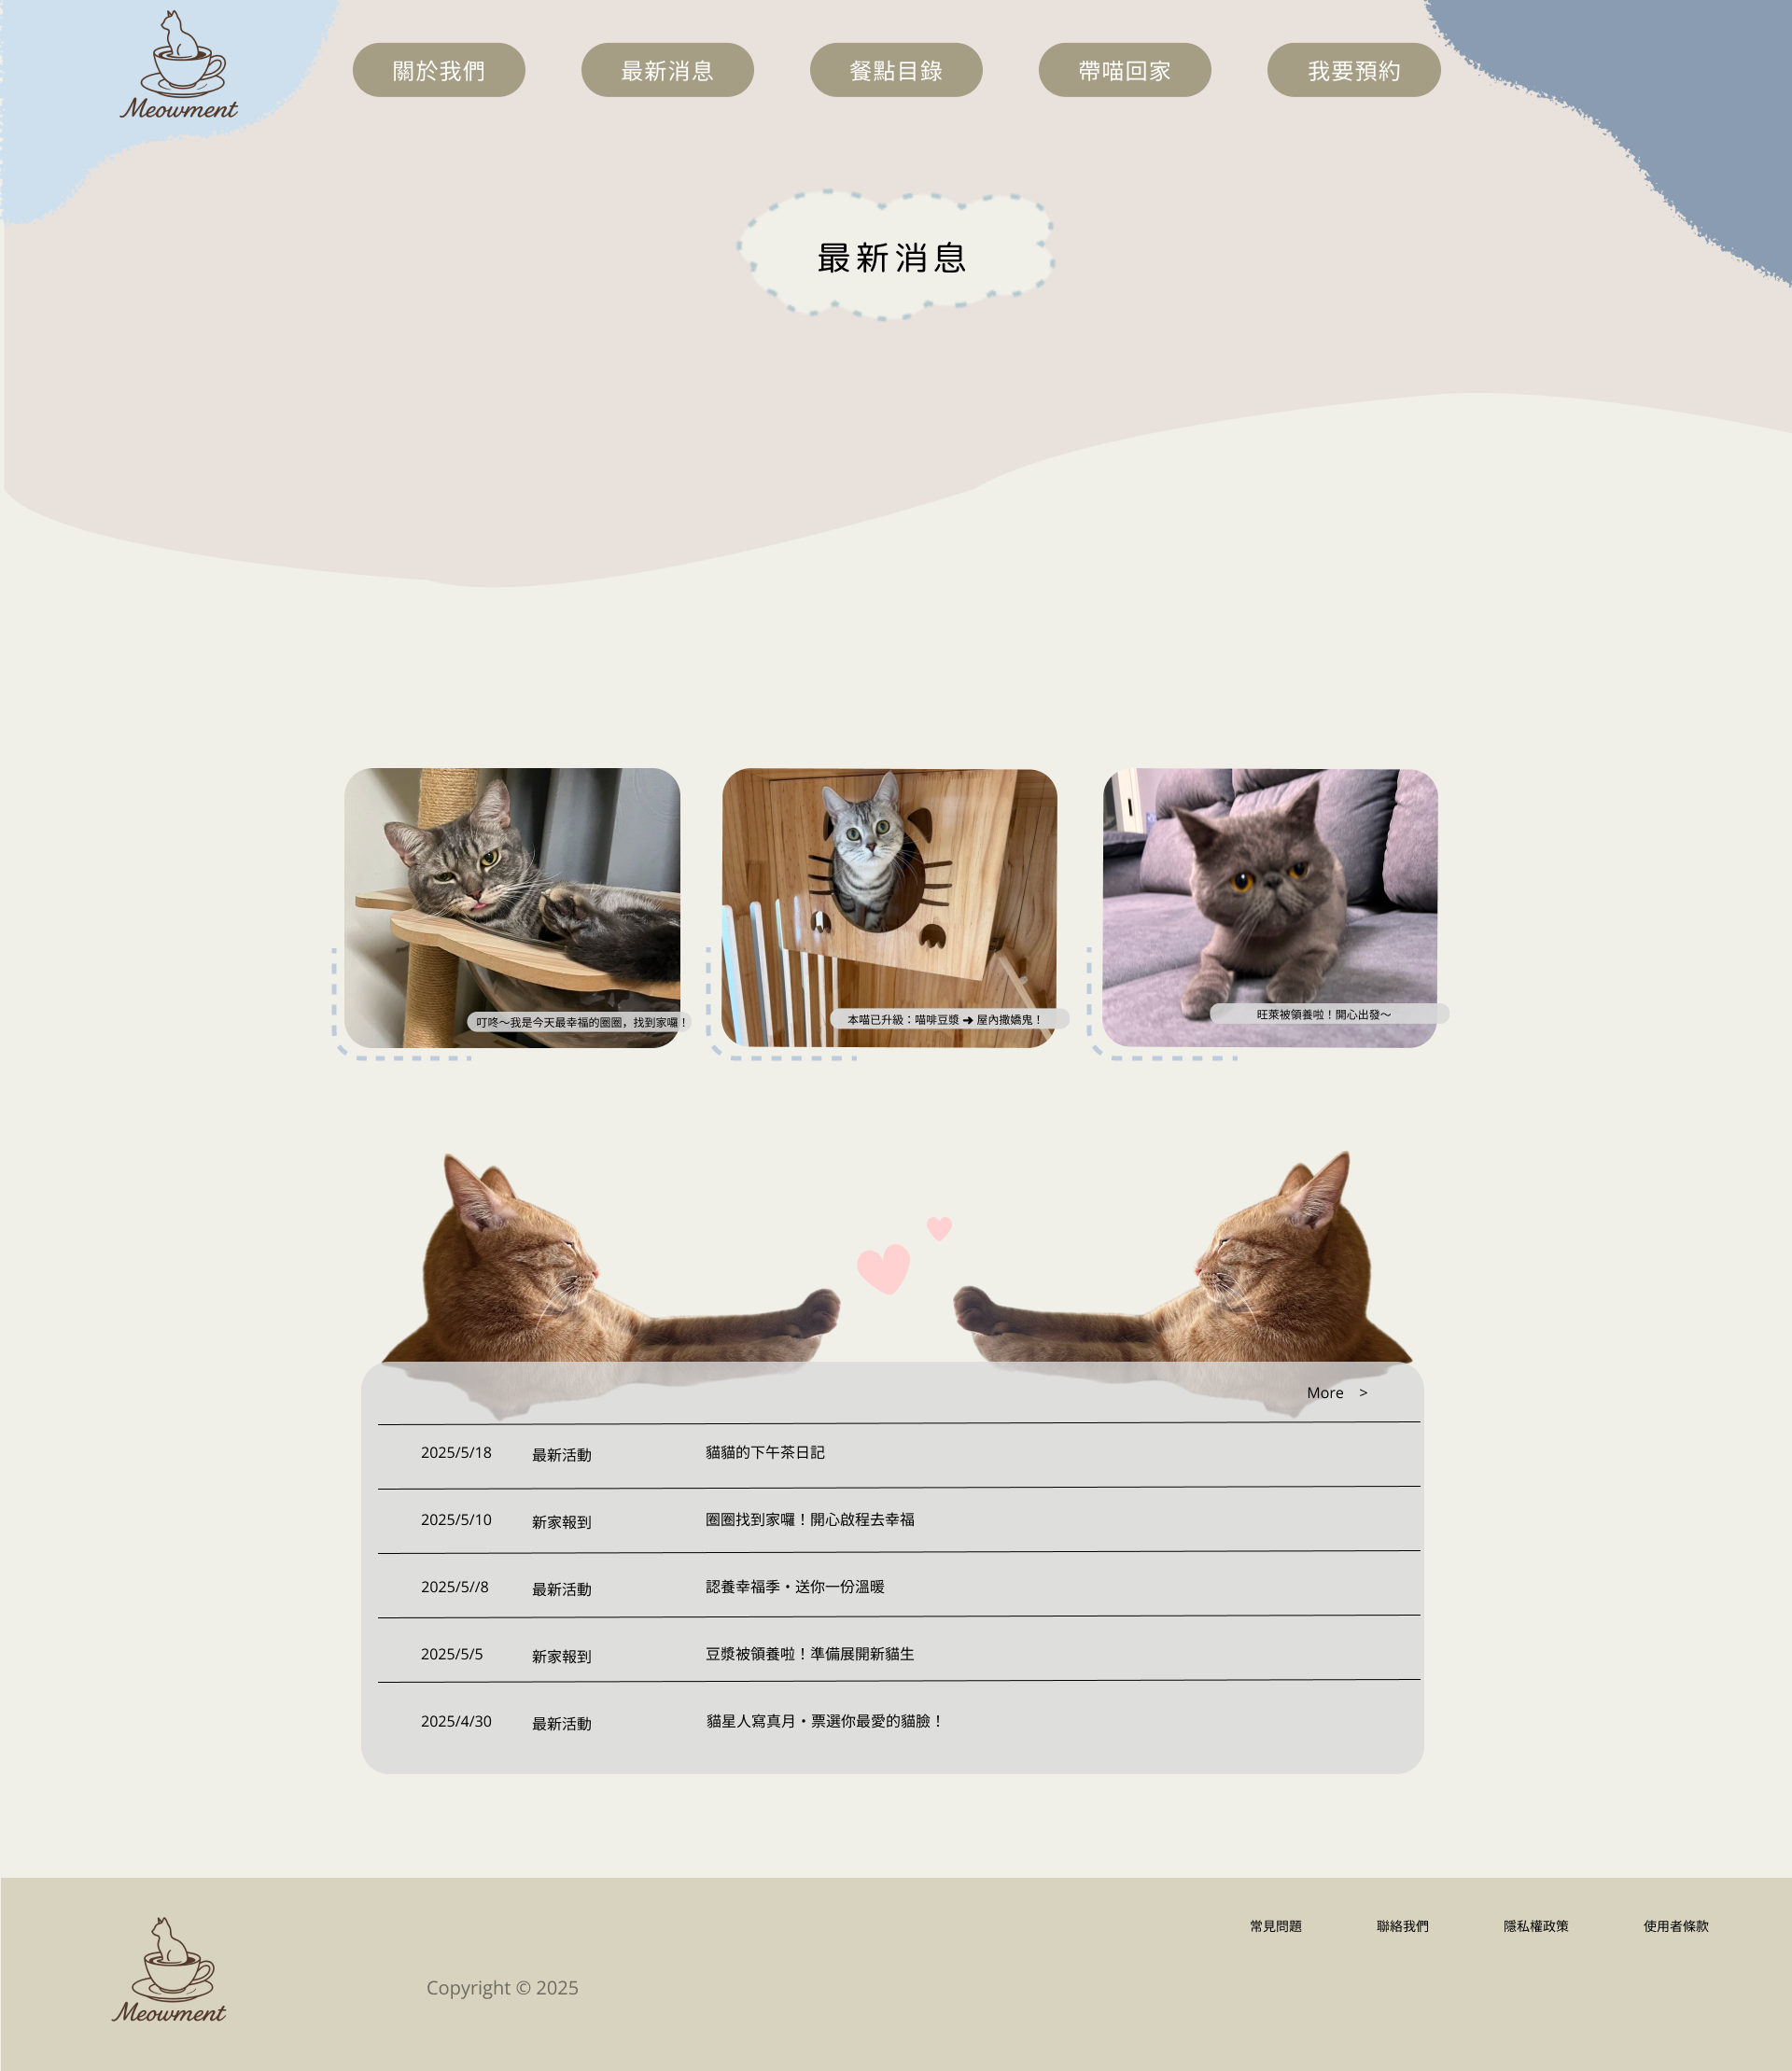 Meowment
關於我們
最新消息
餐點目錄
帶喵回家
我要預約
最新消息
叮咚～我是今天最幸福的圈圈，找到家囉！
本喵已升級：喵啡豆漿 ➜ 屋內撒嬌鬼！
旺萊被領養啦！開心出發～
More >
2025/5/18 最新活動 貓貓的下午茶日記
2025/5/10 新家報到 圈圈找到家囉！開心啟程去幸福
2025/5//8 最新活動 認養幸福季・送你一份溫暖
2025/5/5 新家報到 豆漿被領養啦！準備展開新貓生
2025/4/30 最新活動 貓星人寫真月・票選你最愛的貓臉！
常見問題
聯絡我們
隱私權政策
使用者條款
Copyright © 2025
Meowment